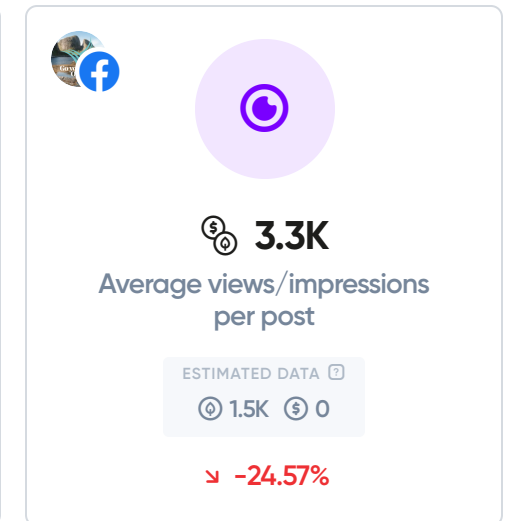 3.3K
Average views/impressions
per post
ESTIMATED DATA ?
1.5K $ 0
-24.57%